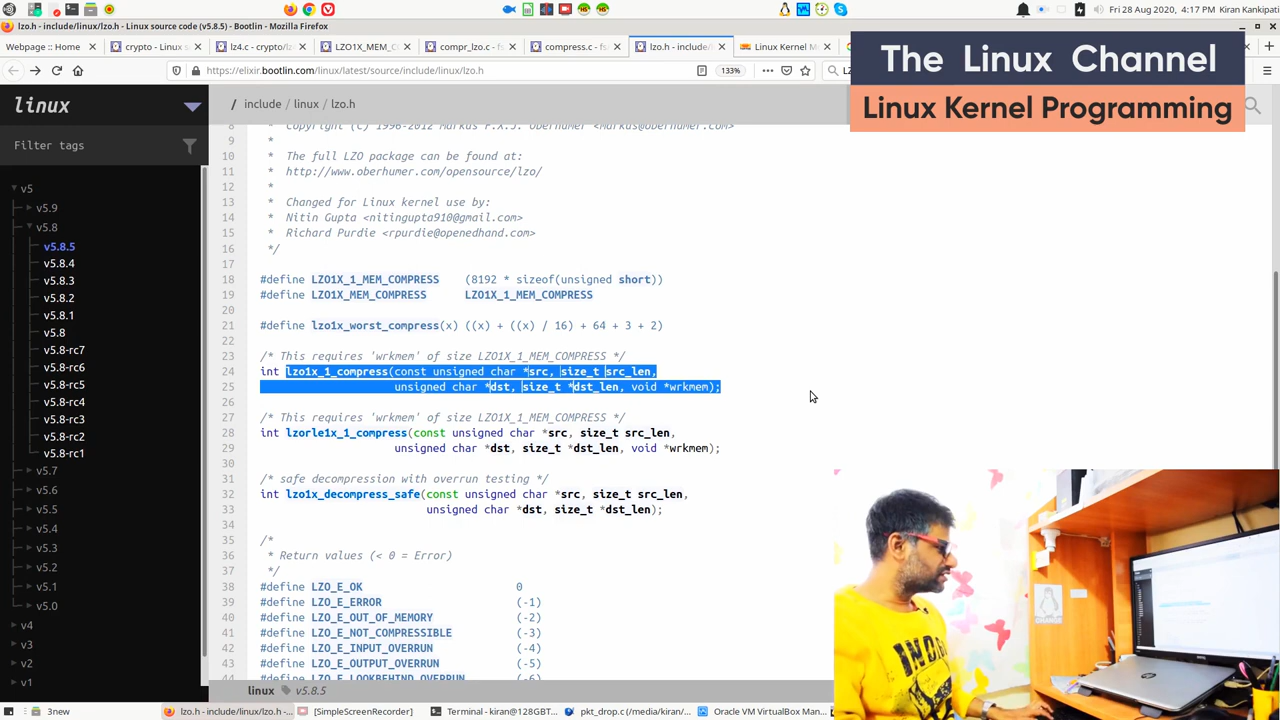 Fri 28 Aug 2020, 4:17 PM Kiran Kankipati
lzo.h - include/linux/lzo.h - Linux source code (v5.8.5) - Bootlin - Mozilla Firefox
Webpage :: Home
crypto - Linux s
lz4.c - crypto/lz
LZO1X_MEM_C
compr_lzo.c - fs
compress.c - fs
lzo.h - include/
Linux Kernel M
https://elixir.bootlin.com/linux/latest/source/include/linux/lzo.h
133%
The Linux Channel
Linux Kernel Programming
linux
/ include / linux / lzo.h
Filter tags
v5
v5.9
v5.8
v5.8.5
v5.8.4
v5.8.3
v5.8.2
v5.8.1
v5.8
v5.8-rc7
v5.8-rc6
v5.8-rc5
v5.8-rc4
v5.8-rc3
v5.8-rc2
v5.8-rc1
v5.7
v5.6
v5.5
v5.4
v5.3
v5.2
v5.1
v5.0
v4
v3
v2
v1
8 * Copyright (C) 1996-2012 Markus F.X.J. Oberhumer <markus@oberhumer.com>
9 *
10 * The full LZO package can be found at:
11 * http://www.oberhumer.com/opensource/lzo/
12 *
13 * Changed for Linux kernel use by:
14 * Nitin Gupta <nitingupta910@gmail.com>
15 * Richard Purdie <rpurdie@openedhand.com>
16 */
17
18 #define LZO1X_1_MEM_COMPRESS (8192 * sizeof(unsigned short))
19 #define LZO1X_MEM_COMPRESS LZO1X_1_MEM_COMPRESS
20
21 #define lzo1x_worst_compress(x) ((x) + ((x) / 16) + 64 + 3 + 2)
22
23 /* This requires 'wrkmem' of size LZO1X_1_MEM_COMPRESS */
24 int lzo1x_1_compress(const unsigned char *src, size_t src_len,
25 unsigned char *dst, size_t *dst_len, void *wrkmem);
26
27 /* This requires 'wrkmem' of size LZO1X_1_MEM_COMPRESS */
28 int lzorle1x_1_compress(const unsigned char *src, size_t src_len,
29 unsigned char *dst, size_t *dst_len, void *wrkmem);
30
31 /* safe decompression with overrun testing */
32 int lzo1x_decompress_safe(const unsigned char *src, size_t src_len,
33 unsigned char *dst, size_t *dst_len);
34
35 /*
36 * Return values (< 0 = Error)
37 */
38 #define LZO_E_OK 0
39 #define LZO_E_ERROR (-1)
40 #define LZO_E_OUT_OF_MEMORY (-2)
41 #define LZO_E_NOT_COMPRESSIBLE (-3)
42 #define LZO_E_INPUT_OVERRUN (-4)
43 #define LZO_E_OUTPUT_OVERRUN (-5)
44 #define LZO_E_LOOKBEHIND_OVERRUN (-6)
linux v5.8.5
3new
lzo.h - include/linux/lzo.h -...
[SimpleScreenRecorder]
Terminal - kiran@128GBT...
pkt_drop.c (/media/kiran/...
Oracle VM VirtualBox Man...